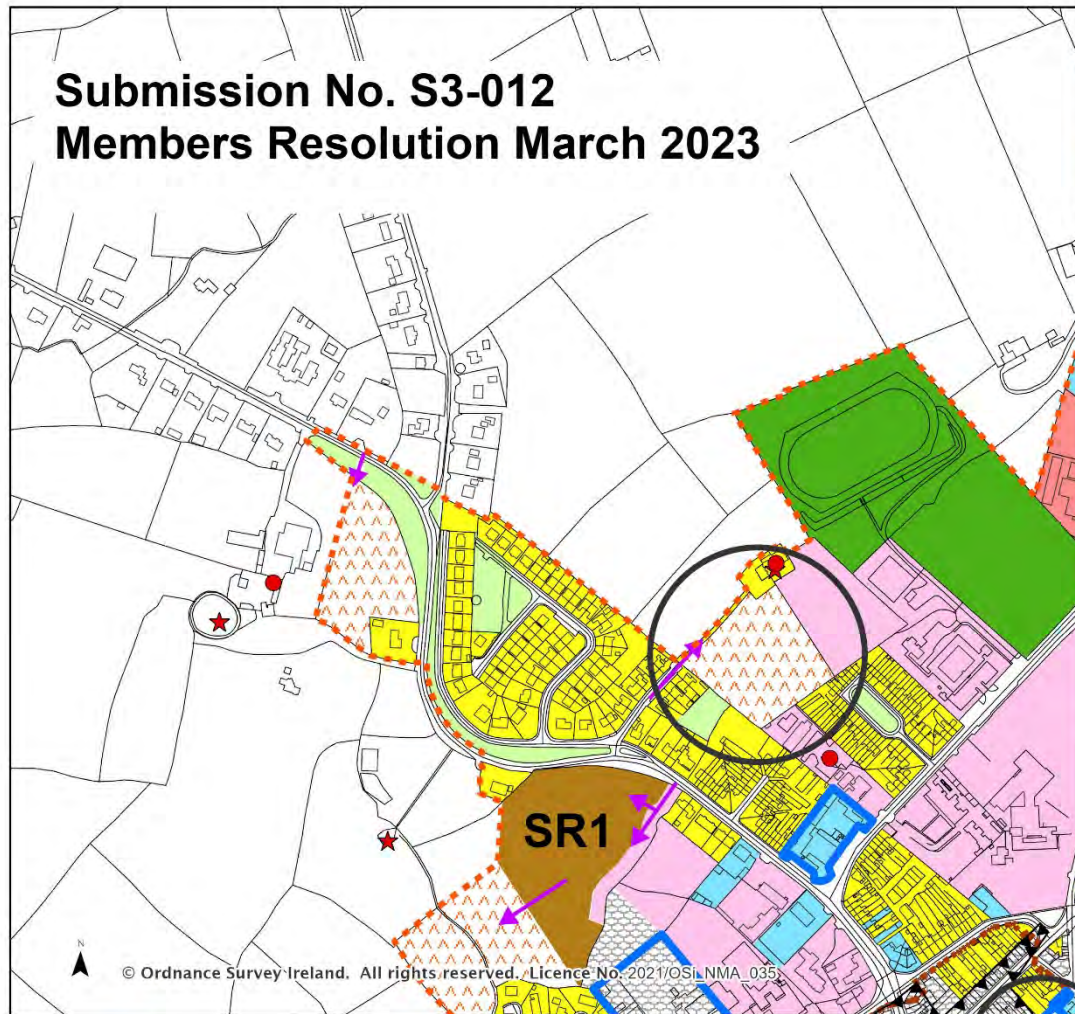 Submission No. S3-012
Members Resolution March 2023
SR1
N
© Ordnance Survey Ireland. All rights reserved. Licence No. 2021/OSi_NMA_035